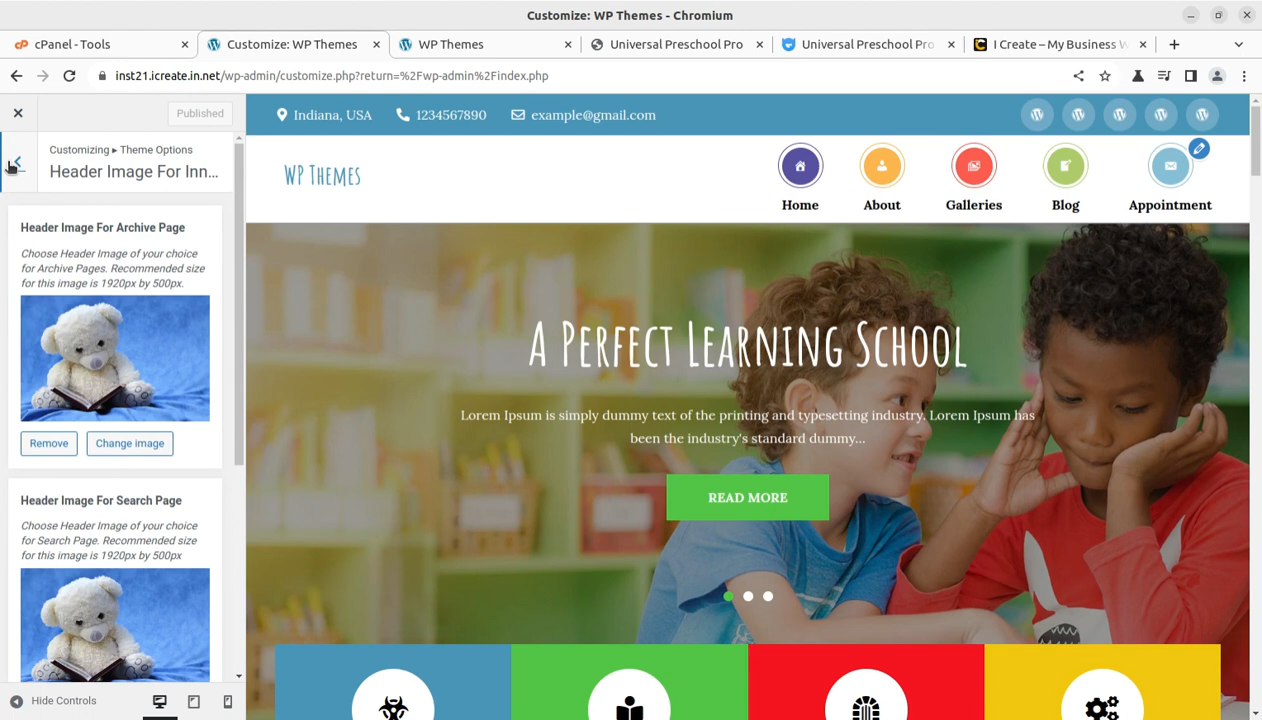 Customize: WP Themes - Chromium
cPanel - Tools
Customize: WP Themes
WP Themes
Universal Preschool Pro
Universal Preschool Pro
I Create – My Business W
inst21.icreate.in.net/wp-admin/customize.php?return=%2Fwp-admin%2Findex.php
Published
Customizing ▸ Theme Options
Header Image For Inn...
Header Image For Archive Page
Choose Header Image of your choice
for Archive Pages. Recommended size
for this image is 1920px by 500px.
Remove
Change image
Header Image For Search Page
Choose Header Image of your choice
for Search Page. Recommended size
for this image is 1920px by 500px
Hide Controls
Indiana, USA
1234567890
example@gmail.com
WP Themes
Home
About
Galleries
Blog
Appointment
A Perfect Learning School
Lorem Ipsum is simply dummy text of the printing and typesetting industry. Lorem Ipsum has
been the industry's standard dummy...
READ MORE